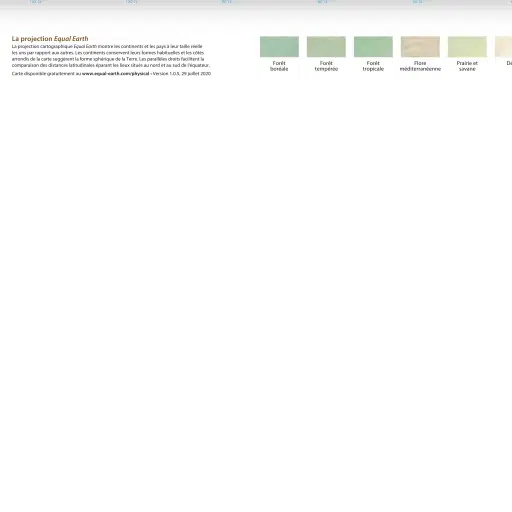 La projection Equal Earth
La projection cartographique Equal Earth montre les continents et les pays à leur taille réelle
les uns par rapport aux autres. Les continents conservent leurs formes habituelles et les côtés
arrondis de la carte suggèrent la forme sphérique de la Terre. Les parallèles droits facilitent la
comparaison des distances latitudinales séparant les lieux situés au nord et au sud de l'équateur.
Carte disponible gratuitement au www.equal-earth.com/physical • Version 1.0.0, 29 juillet 2020
Forêt
boréale
Forêt
tempérée
Forêt
tropicale
Flore
méditerranéenne
Prairie et
savane